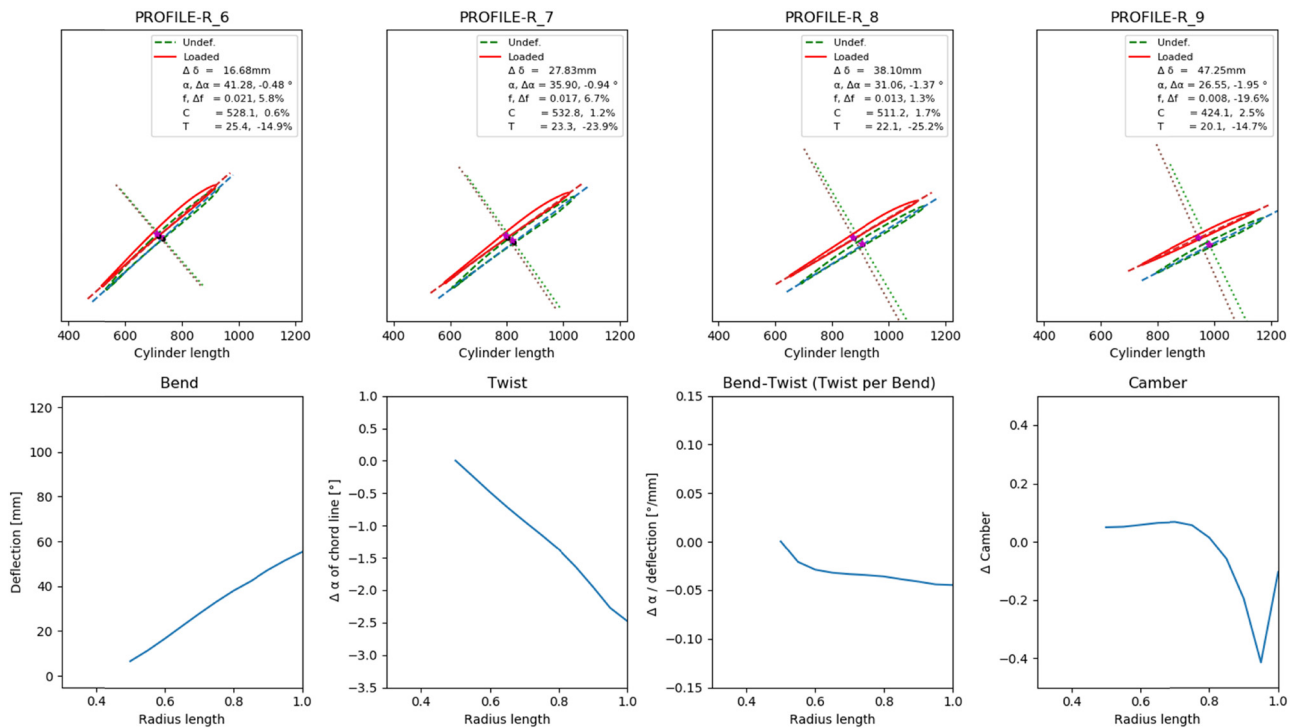 PROFILE-R_6
Undef.
Loaded
Δ δ = 16.68mm
α, Δα = 41.28, -0.48 °
f, Δf = 0.021, 5.8%
C = 528.1, 0.6%
T = 25.4, -14.9%
400 600 800 1000 1200
Cylinder length
PROFILE-R_7
Undef.
Loaded
Δ δ = 27.83mm
α, Δα = 35.90, -0.94 °
f, Δf = 0.017, 6.7%
C = 532.8, 1.2%
T = 23.3, -23.9%
400 600 800 1000 1200
Cylinder length
PROFILE-R_8
Undef.
Loaded
Δ δ = 38.10mm
α, Δα = 31.06, -1.37 °
f, Δf = 0.013, 1.3%
C = 511.2, 1.7%
T = 22.1, -25.2%
400 600 800 1000 1200
Cylinder length
PROFILE-R_9
Undef.
Loaded
Δ δ = 47.25mm
α, Δα = 26.55, -1.95 °
f, Δf = 0.008, -19.6%
C = 424.1, 2.5%
T = 20.1, -14.7%
400 600 800 1000 1200
Cylinder length
Bend
Deflection [mm]
120
100
80
60
40
20
0
0.4 0.6 0.8 1.0
Radius length
Twist
Δ α of chord line [°]
1.0
0.5
0.0
−0.5
−1.0
−1.5
−2.0
−2.5
−3.0
−3.5
0.4 0.6 0.8 1.0
Radius length
Bend-Twist (Twist per Bend)
Δ α / deflection [°/mm]
0.15
0.10
0.05
0.00
−0.05
−0.10
−0.15
0.4 0.6 0.8 1.0
Radius length
Camber
Δ Camber
0.4
0.2
0.0
−0.2
−0.4
0.4 0.6 0.8 1.0
Radius length